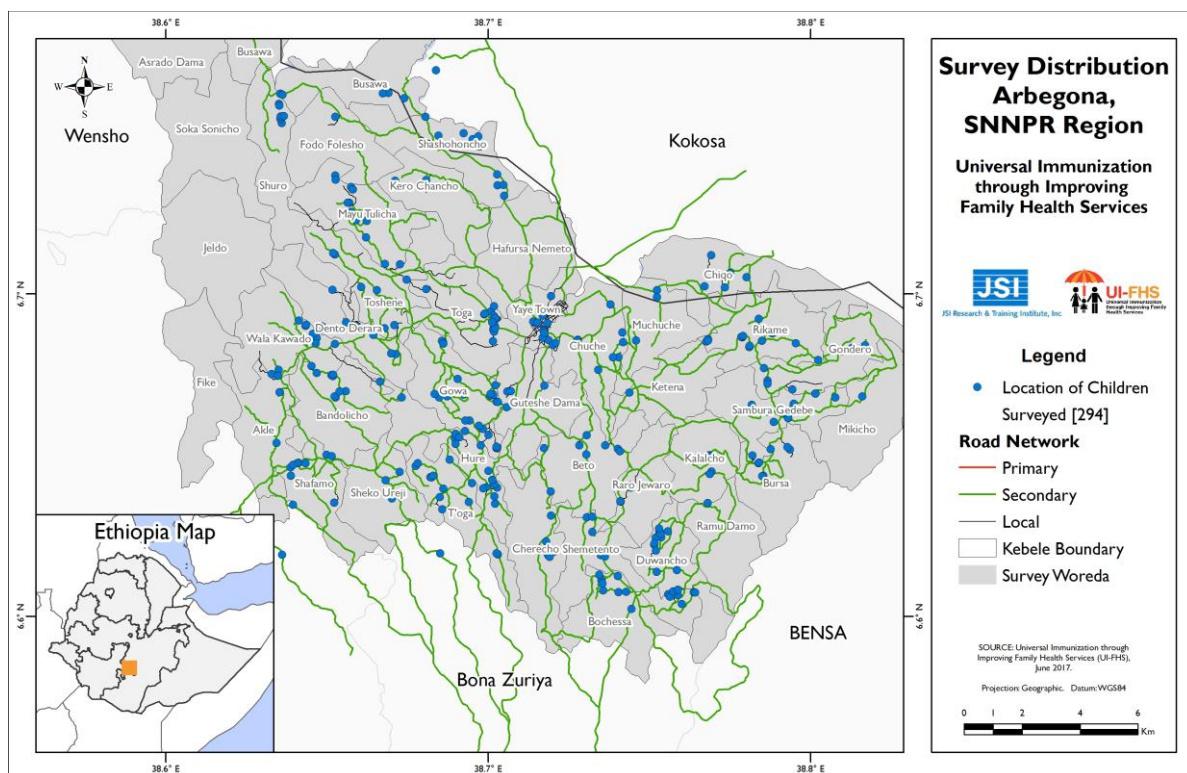 38.6° E
38.7° E
38.8° E
Busawa
Asrado Dama
Busawa
N
W
E
S
Wensho
Soka Sonicho
Fodo Folesho
Shashohoncho
Kokosa
Shuro
Kero Chancho
Mayu Tulicha
Jeldo
Hafursa Nemeto
Chiqo
6.7° N
6.7° N
Toshene
Toga
Yaye Town
Muchuche
Dento Derara
Rikame
Wala Kawado
Chuche
Gondero
Fike
Gowa
Ketena
Guteshe Dama
Bandolicho
Sambura Gedebe
Mikicho
Akle
Hure
Beto
Kalalcho
Shafamo
Raro Jewaro
Bursa
Sheko Ureji
T'oga
Ramu Damo
Cherecho
Shemetento
Duwancho
6.6° N
6.6° N
Bochessa
BENSA
Bona Zuriya
Ethiopia Map
38.6° E
38.7° E
38.8° E
Survey Distribution
Arbegona,
SNNPR Region
Universal Immunization
through Improving
Family Health Services
JSI
JSI Research & Training Institute, Inc
UI-FHS
Universal Immunization
through Improving Family
Health Services
Legend
Location of Children
Surveyed [294]
Road Network
Primary
Secondary
Local
Kebele Boundary
Survey Woreda
SOURCE: Universal Immunization through
Improving Family Health Services (UI-FHS),
June 2017.
Projection: Geographic. Datum: WGS84
0 1 2 4 6
Km